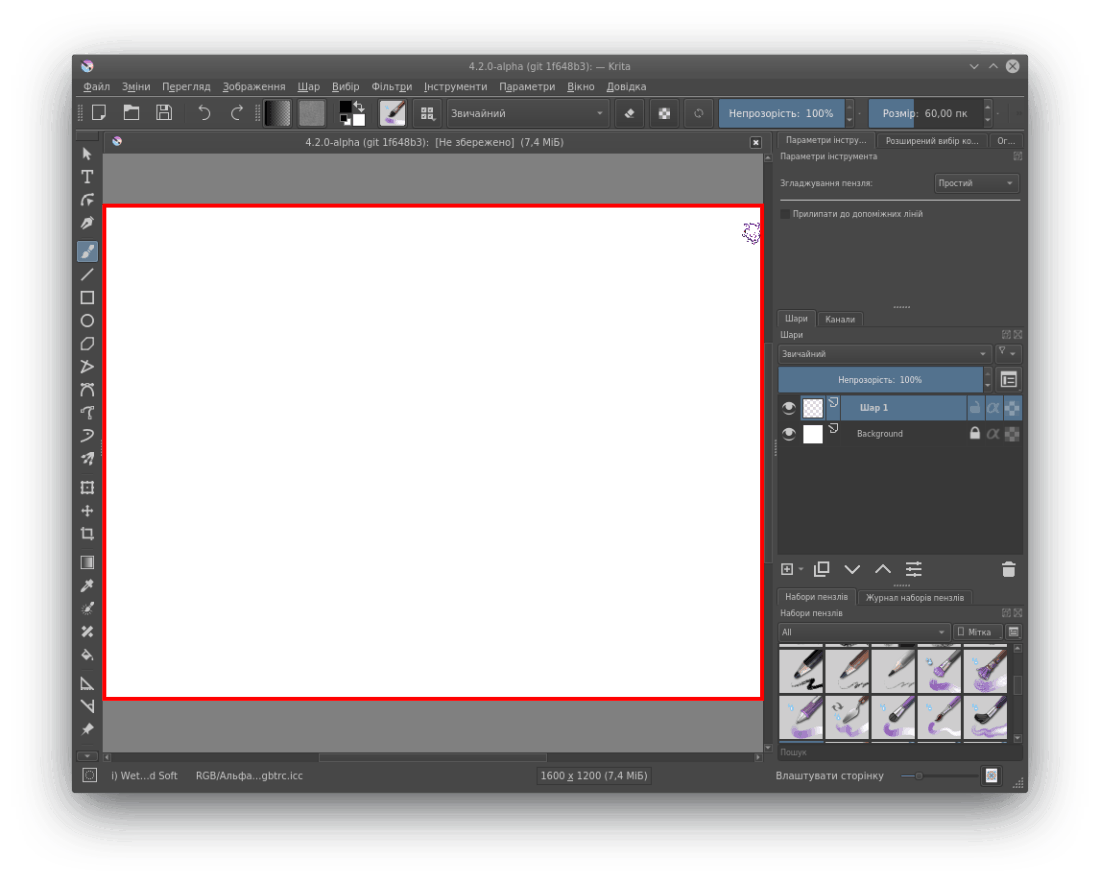 4.2.0-alpha (git 1f648b3): — Krita
Файл Зміни Перегляд Зображення Шар Вибір Фільтри Інструменти Параметри Вікно Довідка
Звичайний Непрозорість: 100% Розмір: 60,00 пк
4.2.0-alpha (git 1f648b3): [Не збережено] (7,4 МіБ)
Параметри інстру... Розширений вибір ко... Ог...
Параметри інструмента
Згладжування пензля: Простий
Прилипати до допоміжних ліній
Шари Канали
Шари
Звичайний
Непрозорість: 100%
Шар 1
Background
Набори пензлів Журнал наборів пензлів
Набори пензлів
All Мітка
Пошук
i) Wet...d Soft RGB/Альфа...gbtrc.icc 1600 x 1200 (7,4 МіБ) Влаштувати сторінку